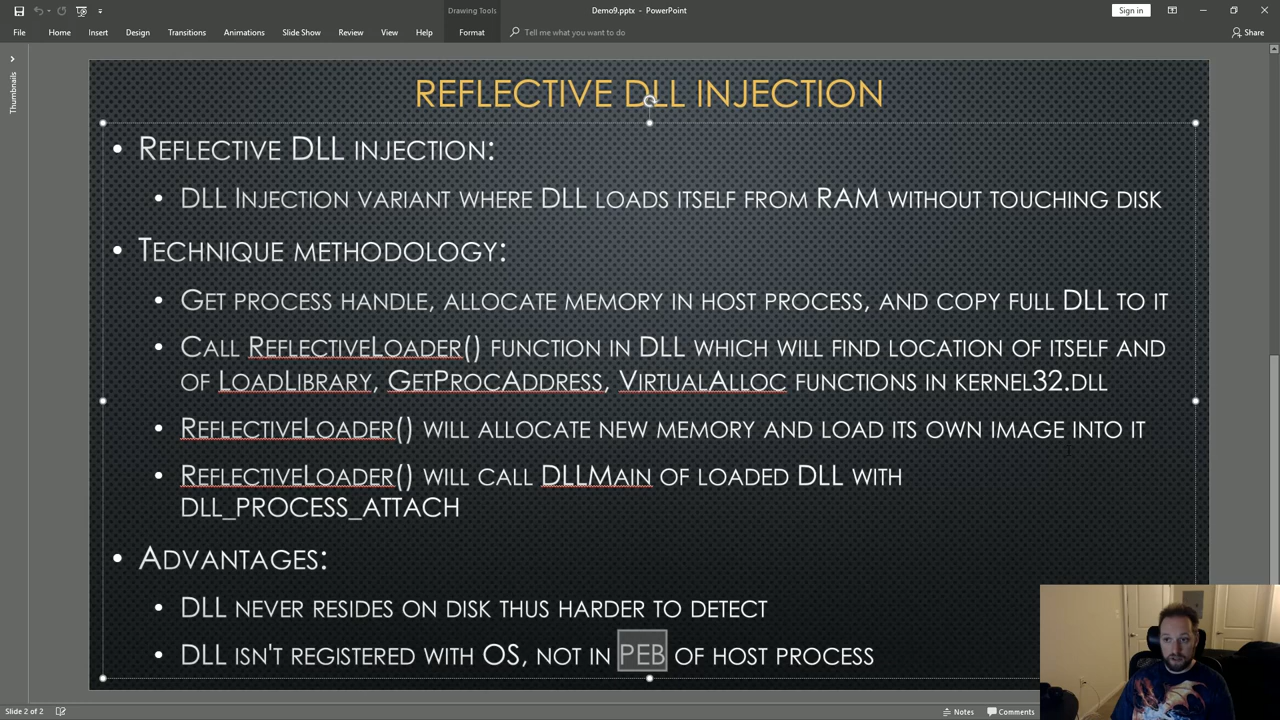 Drawing Tools
Demo9.pptx - PowerPoint
Sign in
File Home Insert Design Transitions Animations Slide Show Review View Help Format Tell me what you want to do Share
Thumbnails
REFLECTIVE DLL INJECTION
• REFLECTIVE DLL INJECTION:
• DLL INJECTION VARIANT WHERE DLL LOADS ITSELF FROM RAM WITHOUT TOUCHING DISK
• TECHNIQUE METHODOLOGY:
• GET PROCESS HANDLE, ALLOCATE MEMORY IN HOST PROCESS, AND COPY FULL DLL TO IT
• CALL REFLECTIVELOADER() FUNCTION IN DLL WHICH WILL FIND LOCATION OF ITSELF AND
OF LOADLIBRARY, GETPROCADDRESS, VIRTUALALLOC FUNCTIONS IN KERNEL32.DLL
• REFLECTIVELOADER() WILL ALLOCATE NEW MEMORY AND LOAD ITS OWN IMAGE INTO IT
• REFLECTIVELOADER() WILL CALL DLLMAIN OF LOADED DLL WITH
DLL_PROCESS_ATTACH
• ADVANTAGES:
• DLL NEVER RESIDES ON DISK THUS HARDER TO DETECT
• DLL ISN'T REGISTERED WITH OS, NOT IN PEB OF HOST PROCESS
Slide 2 of 2
Notes Comments